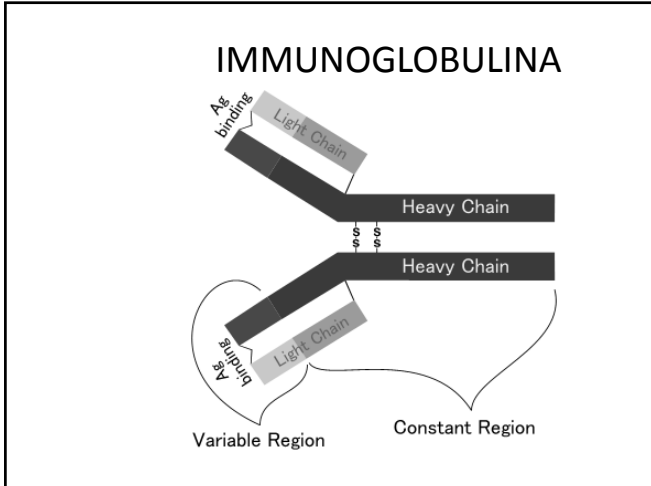 IMMUNOGLOBULINA
Ag
binding
Light Chain
Heavy Chain
S S
S S
Heavy Chain
Light Chain
Ag
binding
Variable Region
Constant Region